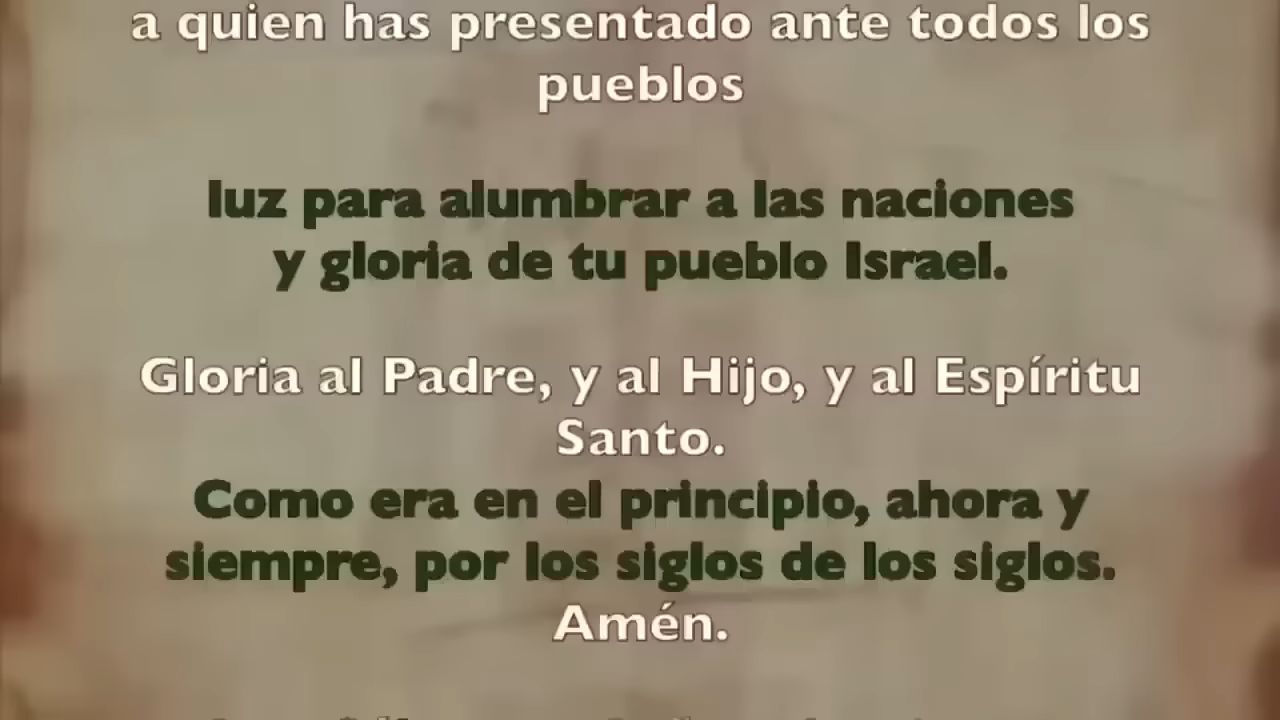 a quien has presentado ante todos los
pueblos
luz para alumbrar a las naciones
y gloria de tu pueblo Israel.
Gloria al Padre, y al Hijo, y al Espíritu
Santo.
Como era en el principio, ahora y
siempre, por los siglos de los siglos.
Amén.